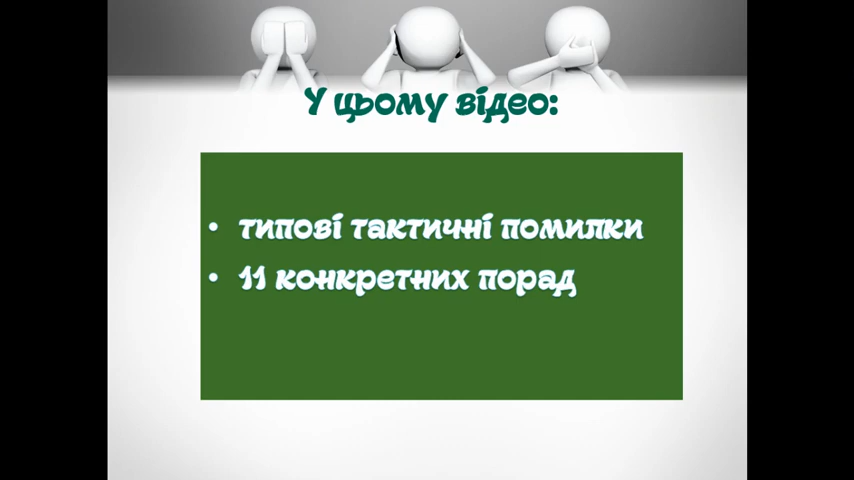 У цьому відео:
• типові тактичні помилки
• 11 конкретних порад